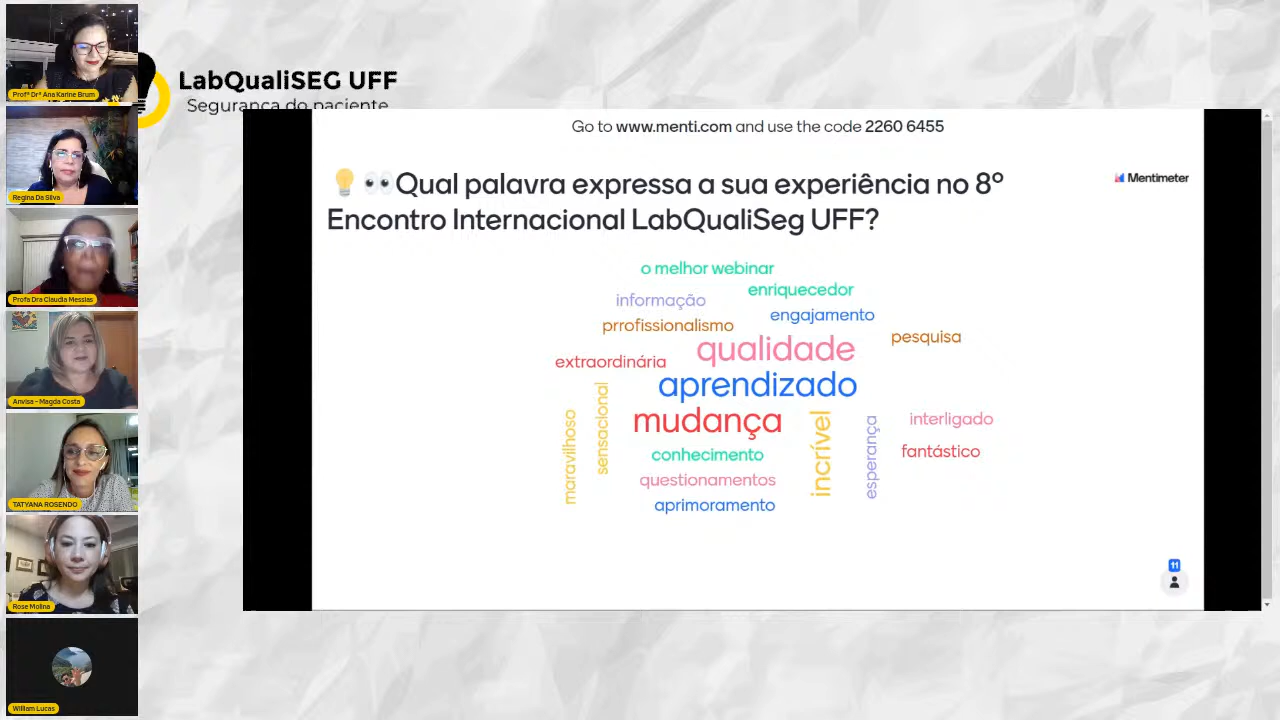 LabQualiSEG UFF
Segurança do paciente
Go to www.menti.com and use the code 2260 6455
Qual palavra expressa a sua experiência no 8º
Encontro Internacional LabQualiSeg UFF?
Mentimeter
o melhor webinar
enriquecedor
informação
engajamento
prrofissionalismo
pesquisa
qualidade
extraordinária
aprendizado
sensacional
maravilhoso
mudança
incrível
esperança
interligado
conhecimento
fantástico
questionamentos
aprimoramento
11
Profª Drª Ana Karine Brum
Regina Da Silva
Profa Dra Claudia Messias
Anvisa - Magda Costa
TATYANA ROSENDO
Rose Molina
William Lucas